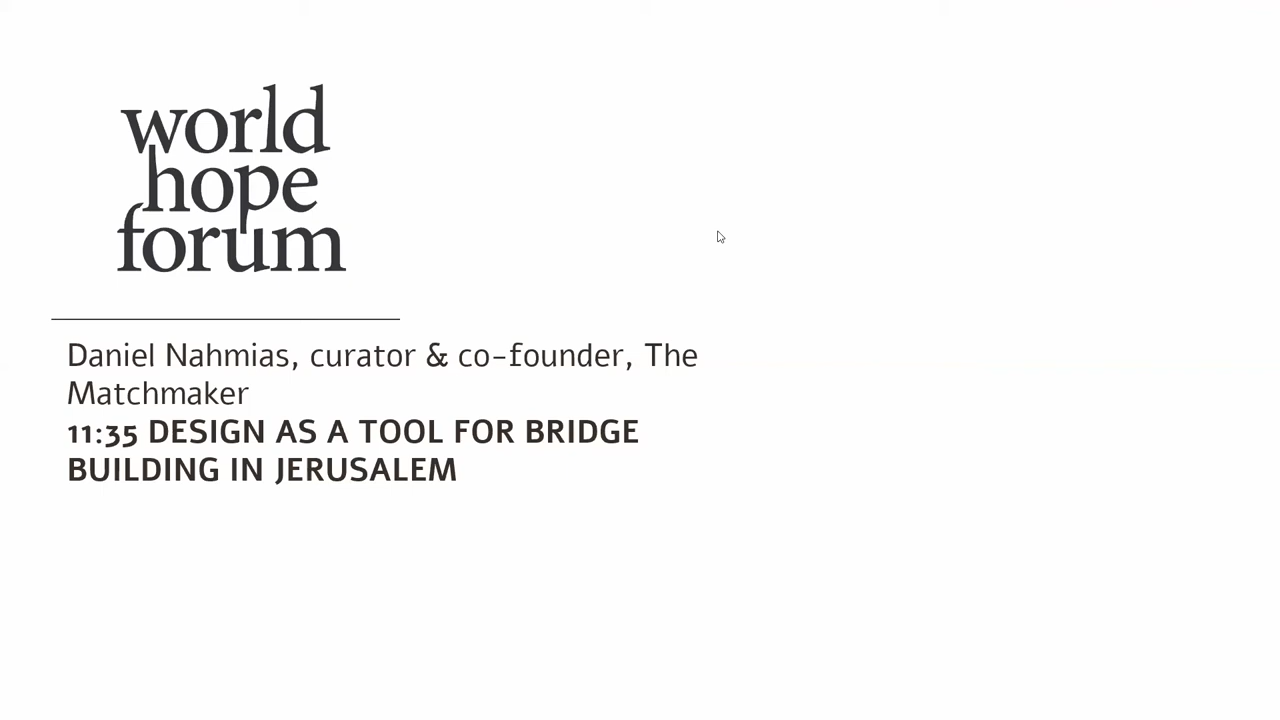 world
hope
forum
Daniel Nahmias, curator & co-founder, The
Matchmaker
11:35 DESIGN AS A TOOL FOR BRIDGE
BUILDING IN JERUSALEM